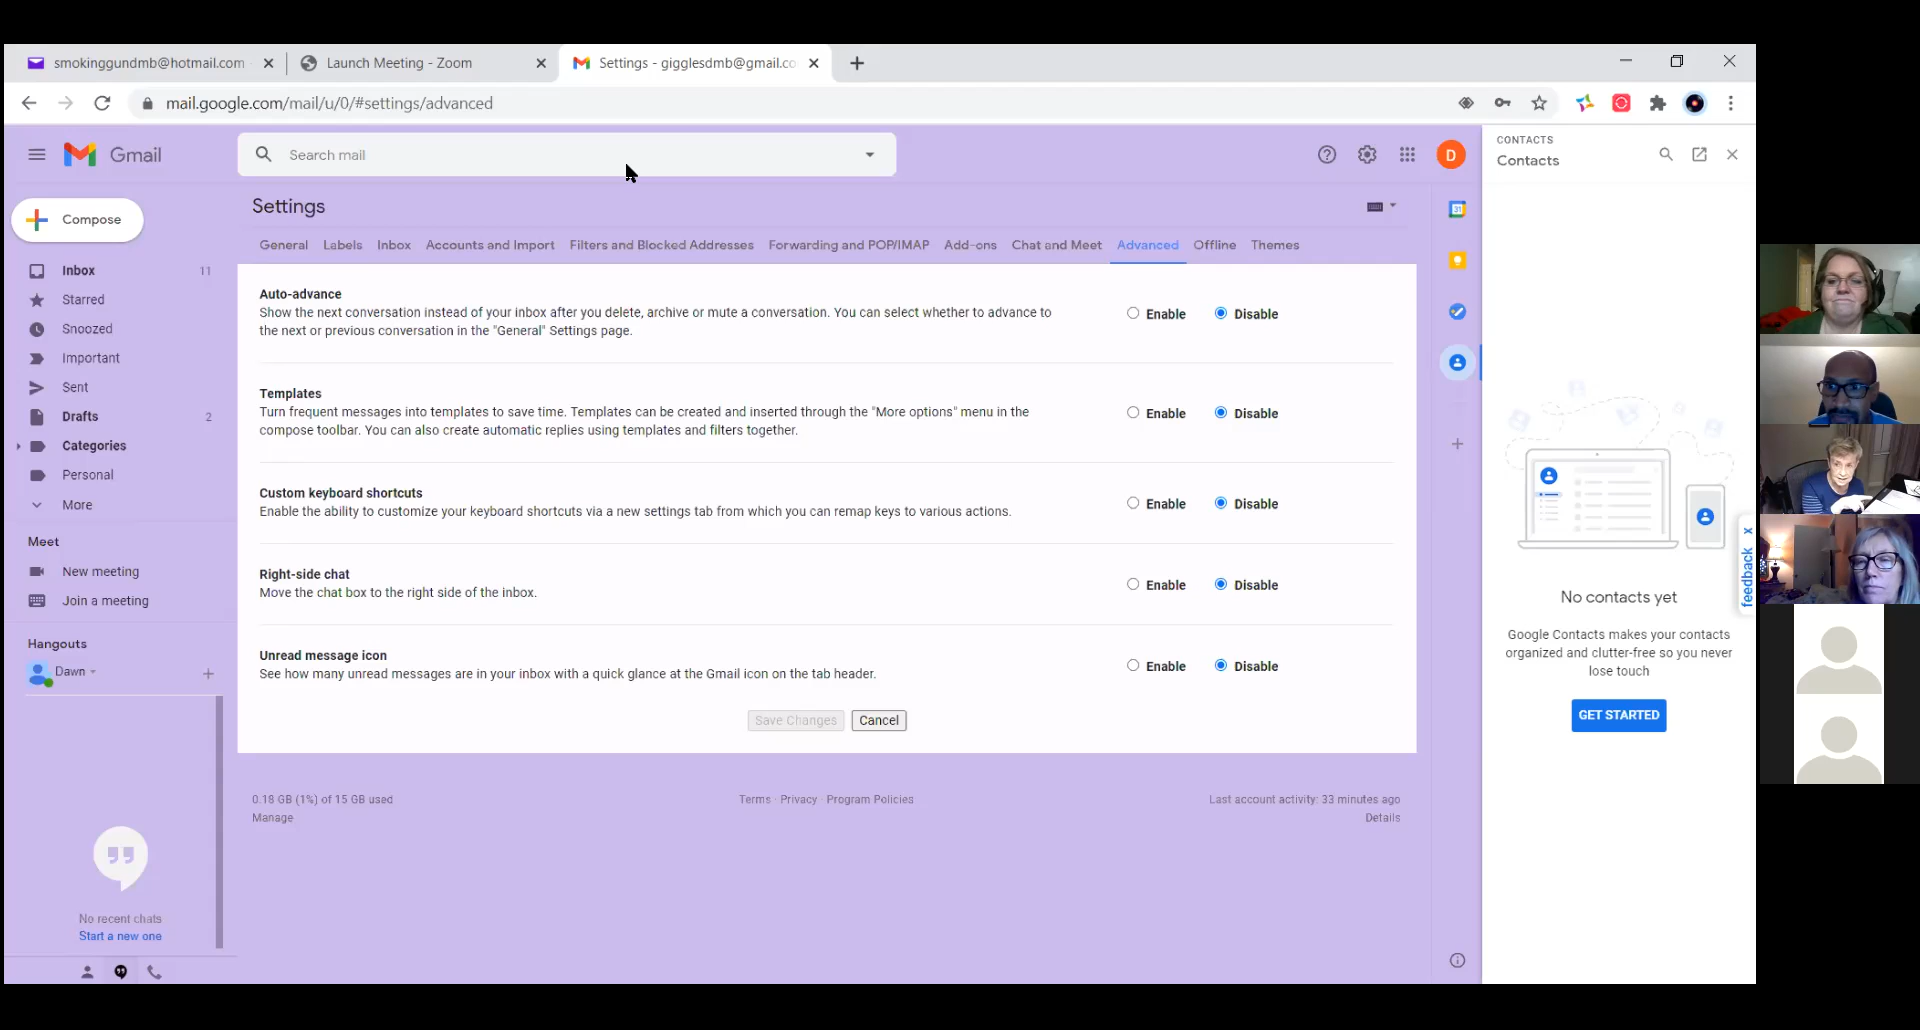 smokinggundmb@hotmail.com
Launch Meeting - Zoom
Settings - gigglesdmb@gmail.co
mail.google.com/mail/u/0/#settings/advanced
Gmail
Search mail
D
CONTACTS
Contacts
Compose
Settings
General Labels Inbox Accounts and Import Filters and Blocked Addresses Forwarding and POP/IMAP Add-ons Chat and Meet Advanced Offline Themes
Inbox 11
Starred
Snoozed
Important
Sent
Drafts 2
Categories
Personal
More
Meet
New meeting
Join a meeting
Hangouts
Dawn
No recent chats
Start a new one
Auto-advance
Show the next conversation instead of your inbox after you delete, archive or mute a conversation. You can select whether to advance to
the next or previous conversation in the "General" Settings page.
Enable Disable
Templates
Turn frequent messages into templates to save time. Templates can be created and inserted through the "More options" menu in the
compose toolbar. You can also create automatic replies using templates and filters together.
Enable Disable
Custom keyboard shortcuts
Enable the ability to customize your keyboard shortcuts via a new settings tab from which you can remap keys to various actions.
Enable Disable
Right-side chat
Move the chat box to the right side of the inbox.
Enable Disable
Unread message icon
See how many unread messages are in your inbox with a quick glance at the Gmail icon on the tab header.
Enable Disable
Save Changes Cancel
0.18 GB (1%) of 15 GB used
Manage
Terms · Privacy · Program Policies
Last account activity: 33 minutes ago
Details
31
No contacts yet
Google Contacts makes your contacts
organized and clutter-free so you never
lose touch
GET STARTED
feedback x